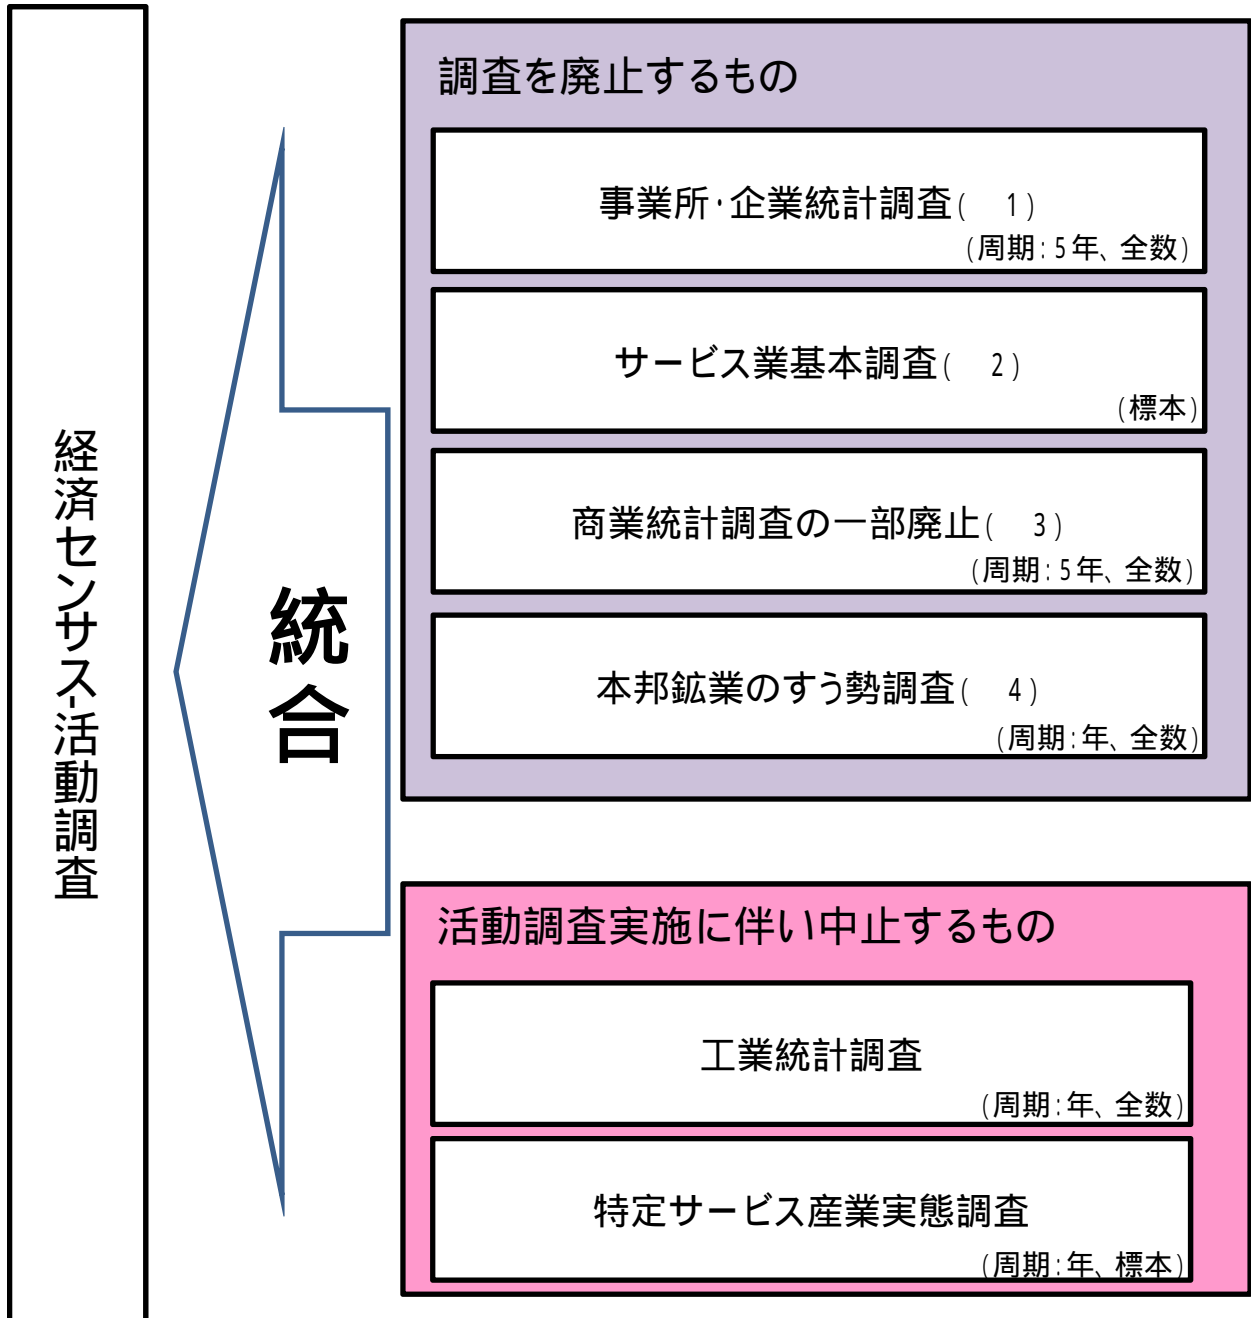 経済センサス-活動調査
統合
調査を廃止するもの
事業所・企業統計調査(　1)
(周期:5年、全数)
サービス業基本調査(　2)
(標本)
商業統計調査の一部廃止(　3)
(周期:5年、全数)
本邦鉱業のすう勢調査(　4)
(周期:年、全数)
活動調査実施に伴い中止するもの
工業統計調査
(周期:年、全数)
特定サービス産業実態調査
(周期:年、標本)